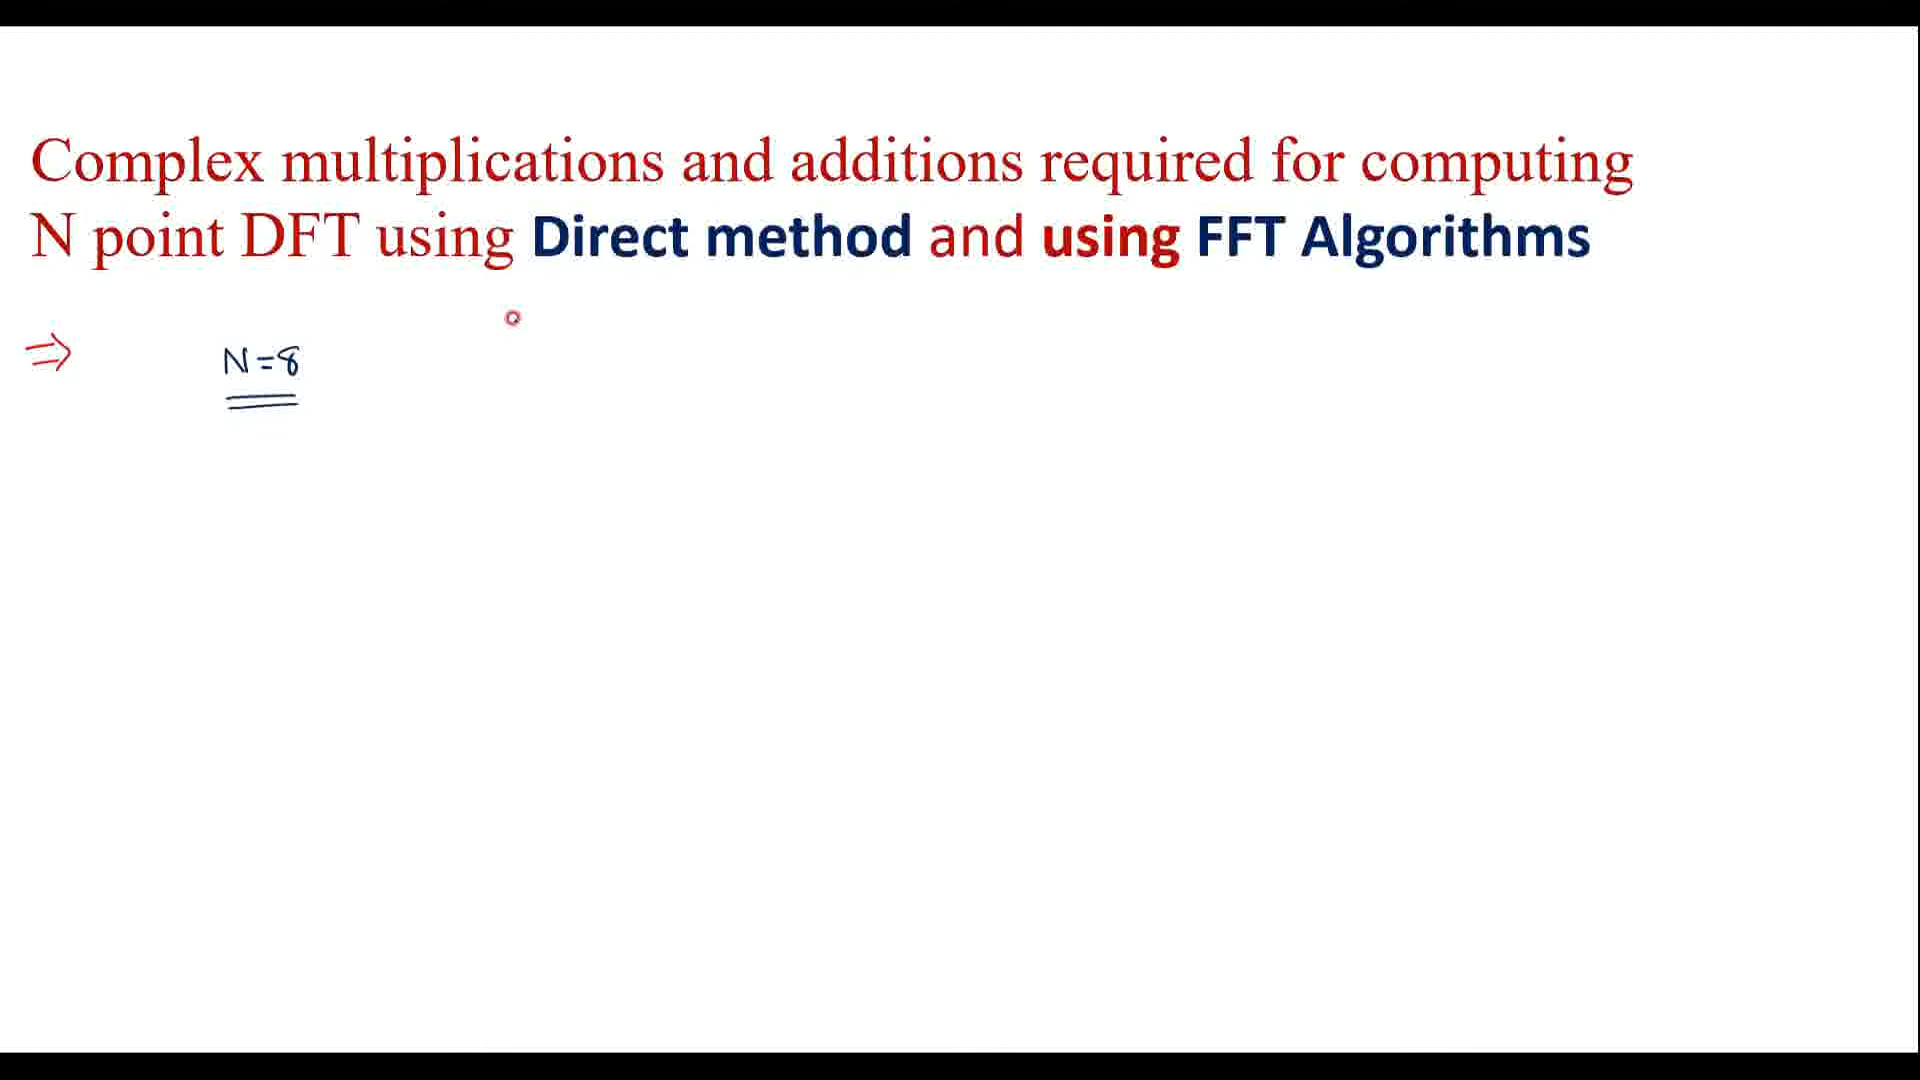 Complex multiplications and additions required for computing
N point DFT using Direct method and using FFT Algorithms
⇒ N=8